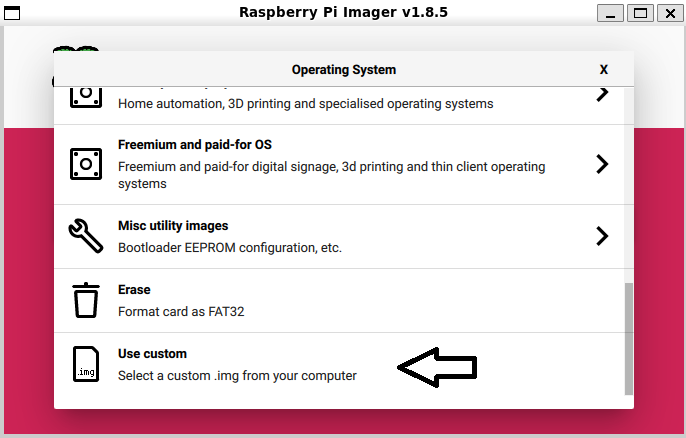 Raspberry Pi Imager v1.8.5
Operating System
X
Home automation, 3D printing and specialised operating systems
Freemium and paid-for OS
Freemium and paid-for digital signage, 3d printing and thin client operating
systems
Misc utility images
Bootloader EEPROM configuration, etc.
Erase
Format card as FAT32
Use custom
.img
Select a custom .img from your computer